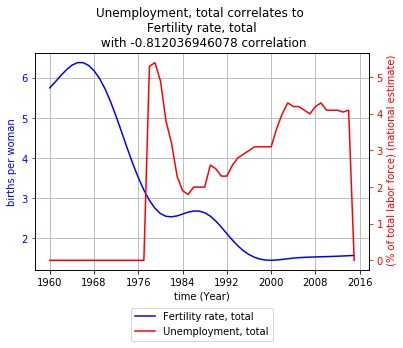 Unemployment, total correlates to
Fertility rate, total
with -0.812036946078 correlation
births per woman
6
5
4
3
2
(% of total labor force) (national estimate)
5
4
3
2
1
0
1960 1968 1976 1984 1992 2000 2008 2016
time (Year)
Fertility rate, total
Unemployment, total